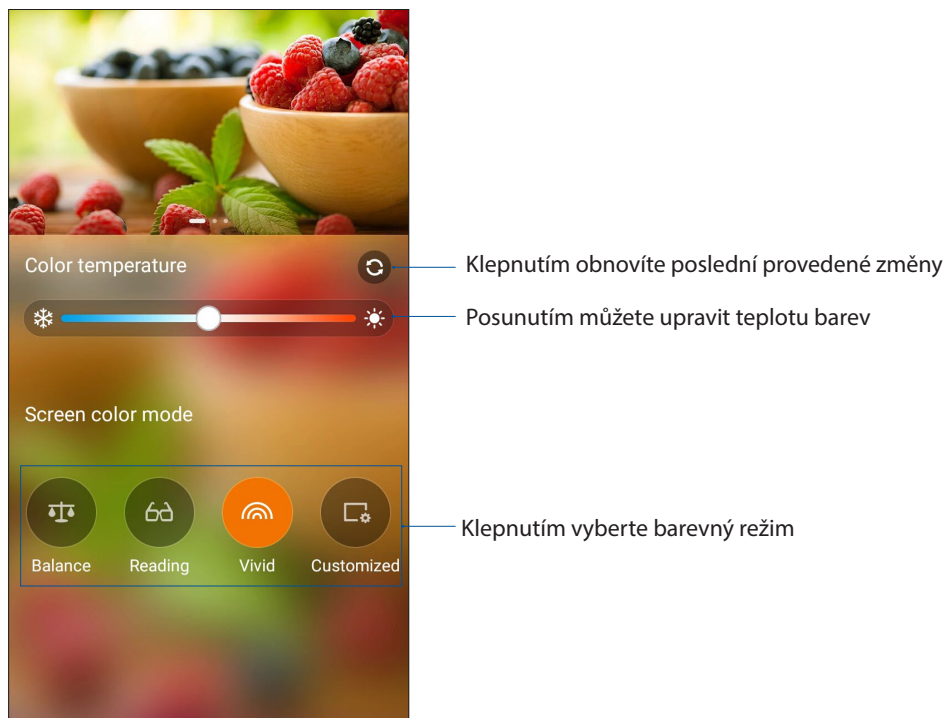 Color temperature
Klepnutím obnovíte poslední provedené změny
Posunutím můžete upravit teplotu barev
Screen color mode
Klepnutím vyberte barevný režim
Balance Reading Vivid Customized